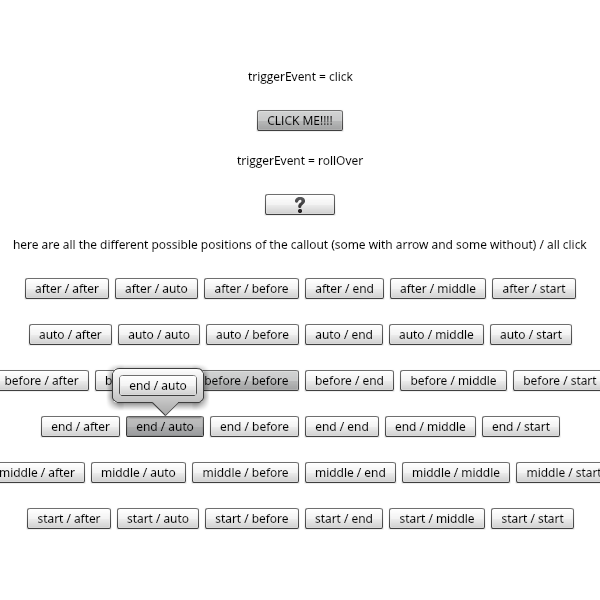 triggerEvent = click
CLICK ME!!!!
triggerEvent = rollOver
?
here are all the different possible positions of the callout (some with arrow and some without) / all click
after / after after / auto after / before after / end after / middle after / start
auto / after auto / auto auto / before auto / end auto / middle auto / start
before / after end / auto before / before before / end before / middle before / start
end / after end / auto end / before end / end end / middle end / start
middle / after middle / auto middle / before middle / end middle / middle middle / start
start / after start / auto start / before start / end start / middle start / start